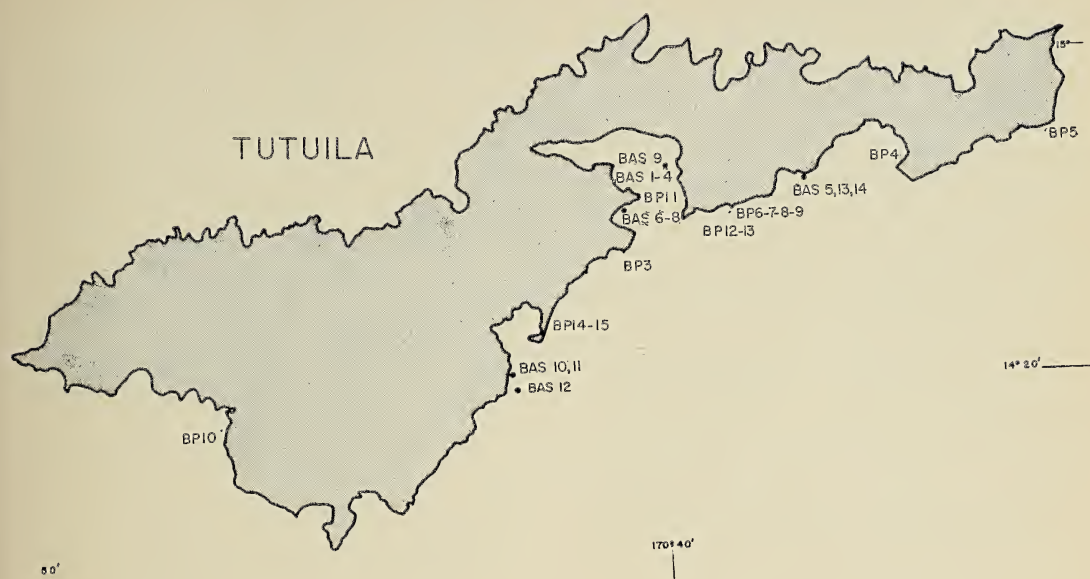 15'
TUTUILA
BP5
BAS 9
BP4
BAS 1-4
BAS 5,13,14
BP11
BAS 6-8
BP6-7-8-9
BP12-13
BP3
BP14-15
14° 20'
BAS 10,11
BAS 12
BP10
170° 40'
50'